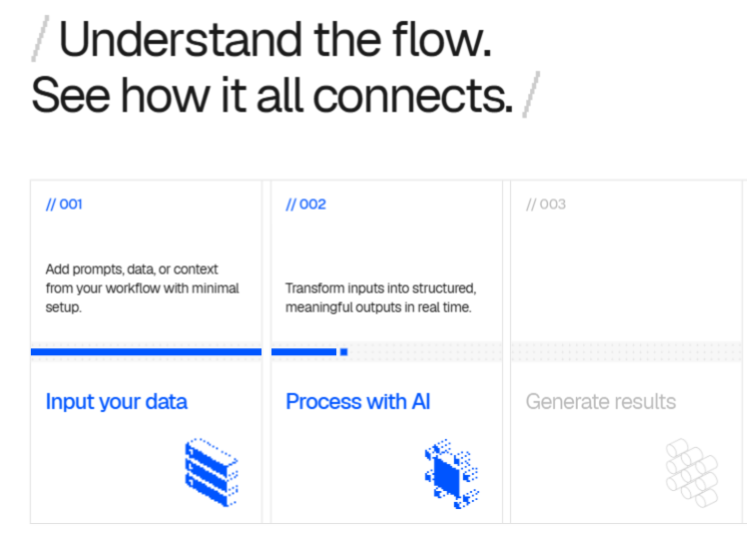 / Understand the flow.
See how it all connects. /
// 001
Add prompts, data, or context
from your workflow with minimal
setup.
Input your data
// 002
Transform inputs into structured,
meaningful outputs in real time.
Process with AI
// 003
Generate results